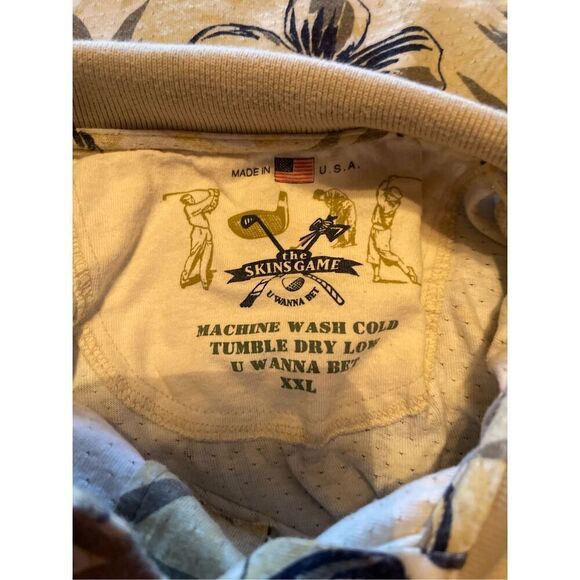 MADE IN U.S.A.
the
SKINS GAME
U WANNA BET
MACHINE WASH COLD
TUMBLE DRY LOW
U WANNA BET
XXL